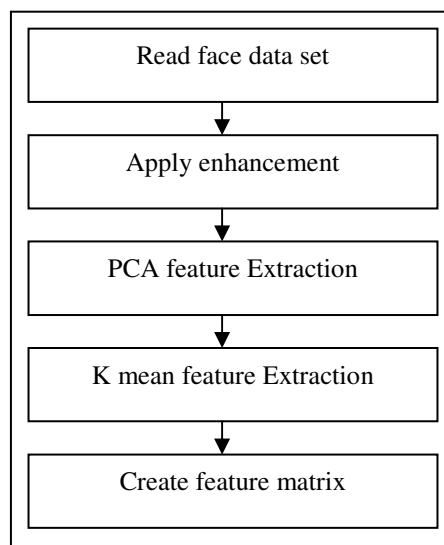 Read face data set
Apply enhancement
PCA feature Extraction
K mean feature Extraction
Create feature matrix